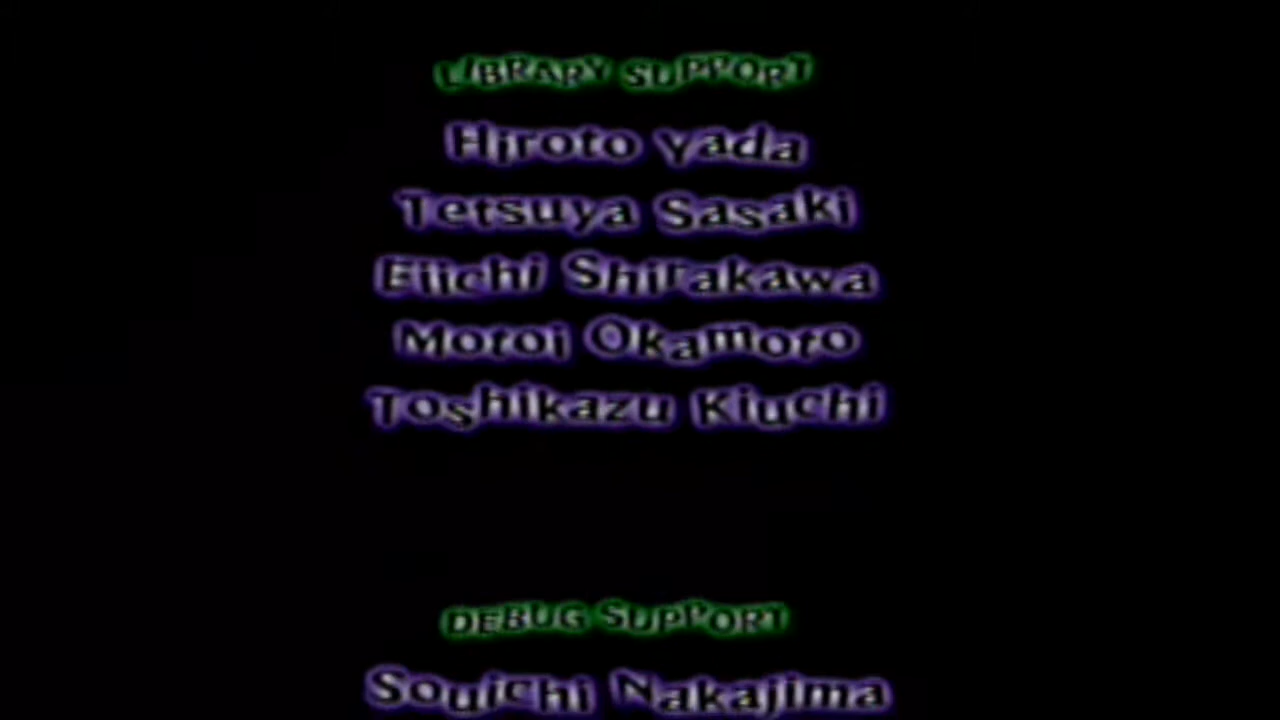 LIBRARY SUPPORT
Hiroto Yada
Tetsuya Sasaki
Eiichi Shirakawa
Motoi Okamoto
Toshikazu Kiuchi
DEBUG SUPPORT
Souichi Nakajima